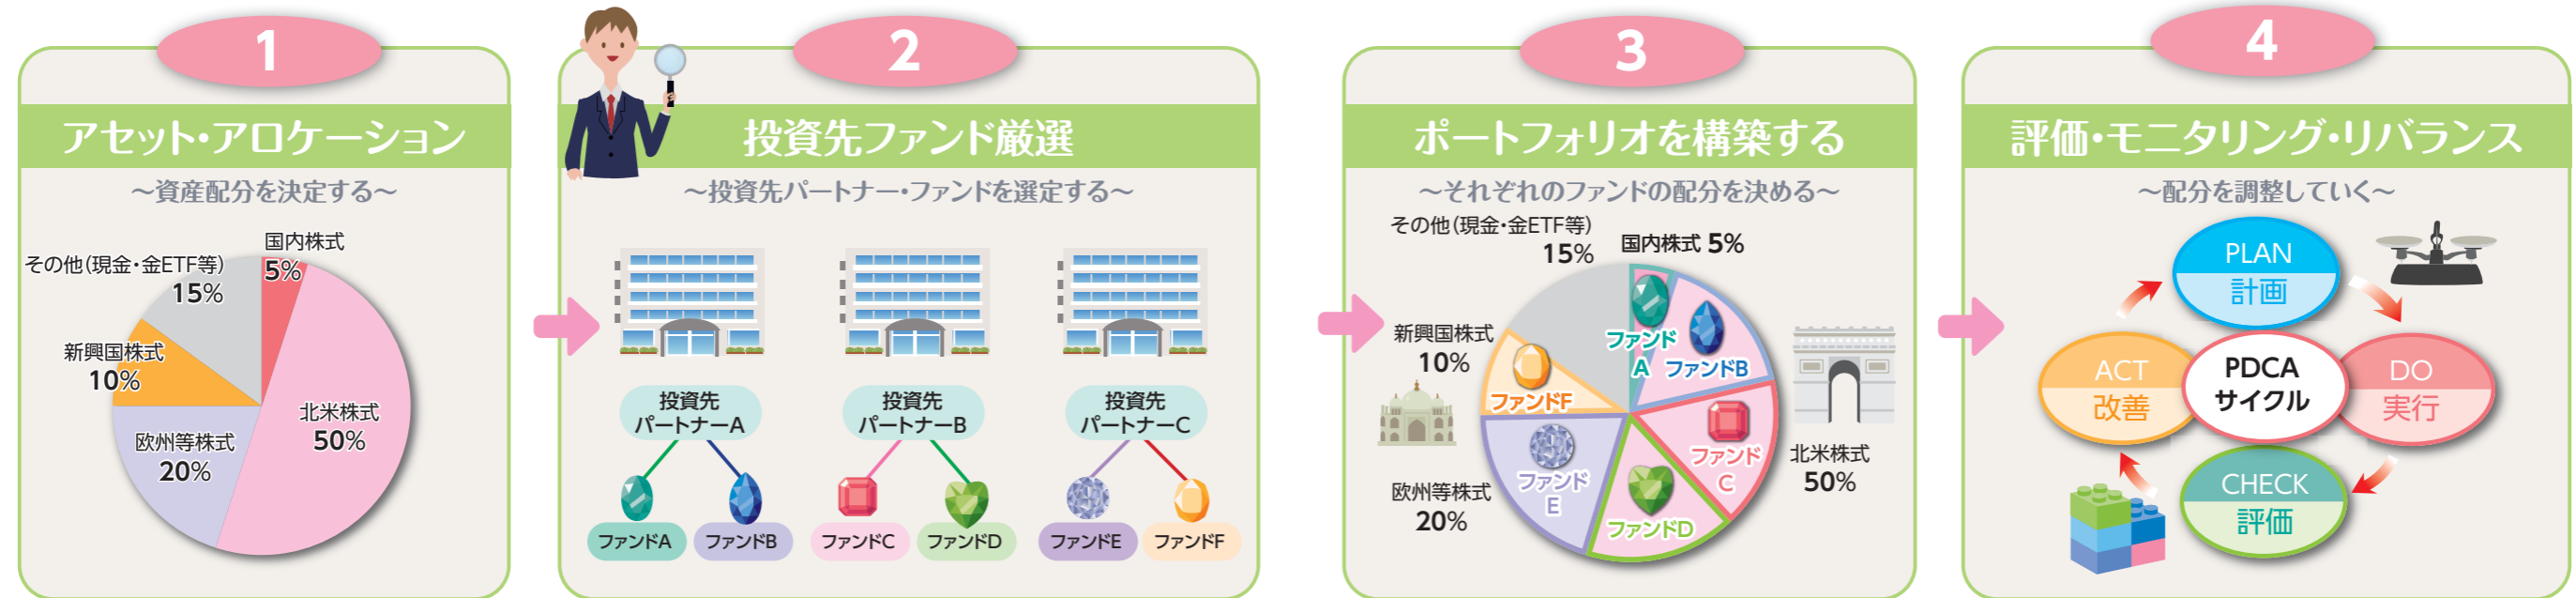 1
アセット・アロケーション
～資産配分を決定する～
国内株式
5%
その他（現金・金ETF等）
15%
新興国株式
10%
北米株式
50%
欧州等株式
20%
2
投資先ファンド厳選
～投資先パートナー・ファンドを選定する～
投資先
パートナーA
投資先
パートナーB
投資先
パートナーC
ファンドA
ファンドB
ファンドC
ファンドD
ファンドE
ファンドF
3
ポートフォリオを構築する
～それぞれのファンドの配分を決める～
その他（現金・金ETF等）
15%
国内株式 5%
新興国株式
10%
ファンド
A
ファンドB
ファンドF
ファンド
C
北米株式
50%
ファンド
E
欧州等株式
20%
ファンドD
4
評価・モニタリング・リバランス
～配分を調整していく～
PLAN
計画
ACT
改善
PDCA
サイクル
DO
実行
CHECK
評価